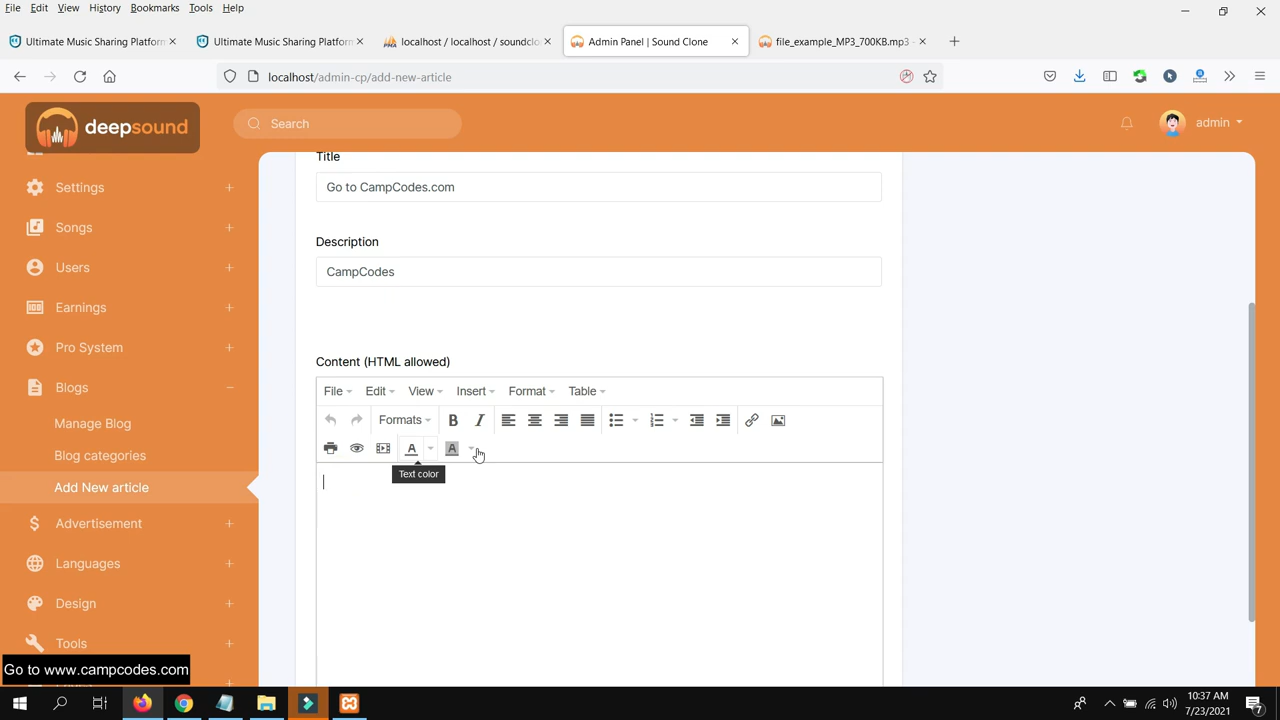 File Edit View History Bookmarks Tools Help
Ultimate Music Sharing Platform
Ultimate Music Sharing Platform
localhost / localhost / soundclo
Admin Panel | Sound Clone
file_example_MP3_700KB.mp3
localhost/admin-cp/add-new-article
deepsound
Search
admin
Title
Settings
Go to CampCodes.com
Songs
Description
Users
CampCodes
Earnings
Pro System
Content (HTML allowed)
Blogs
File Edit View Insert Format Table
Manage Blog
Formats B I
Blog categories
A A
Text color
Add New article
Advertisement
Languages
Design
Tools
Go to www.campcodes.com
10:37 AM
7/23/2021
7